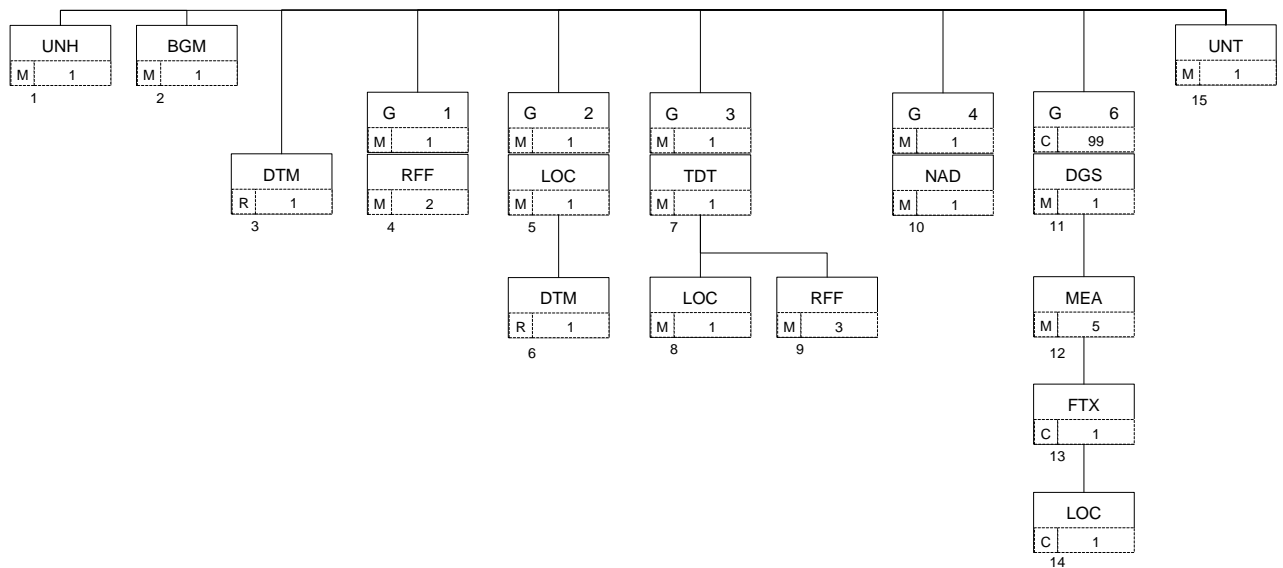 UNH
M 1
1
BGM
M 1
2
DTM
R 1
3
G 1
M 1
RFF
M 2
4
G 2
M 1
LOC
M 1
5
DTM
R 1
6
G 3
M 1
TDT
M 1
7
LOC
M 1
8
RFF
M 3
9
G 4
M 1
NAD
M 1
10
G 6
C 99
DGS
M 1
11
MEA
M 5
12
FTX
C 1
13
LOC
C 1
14
UNT
M 1
15